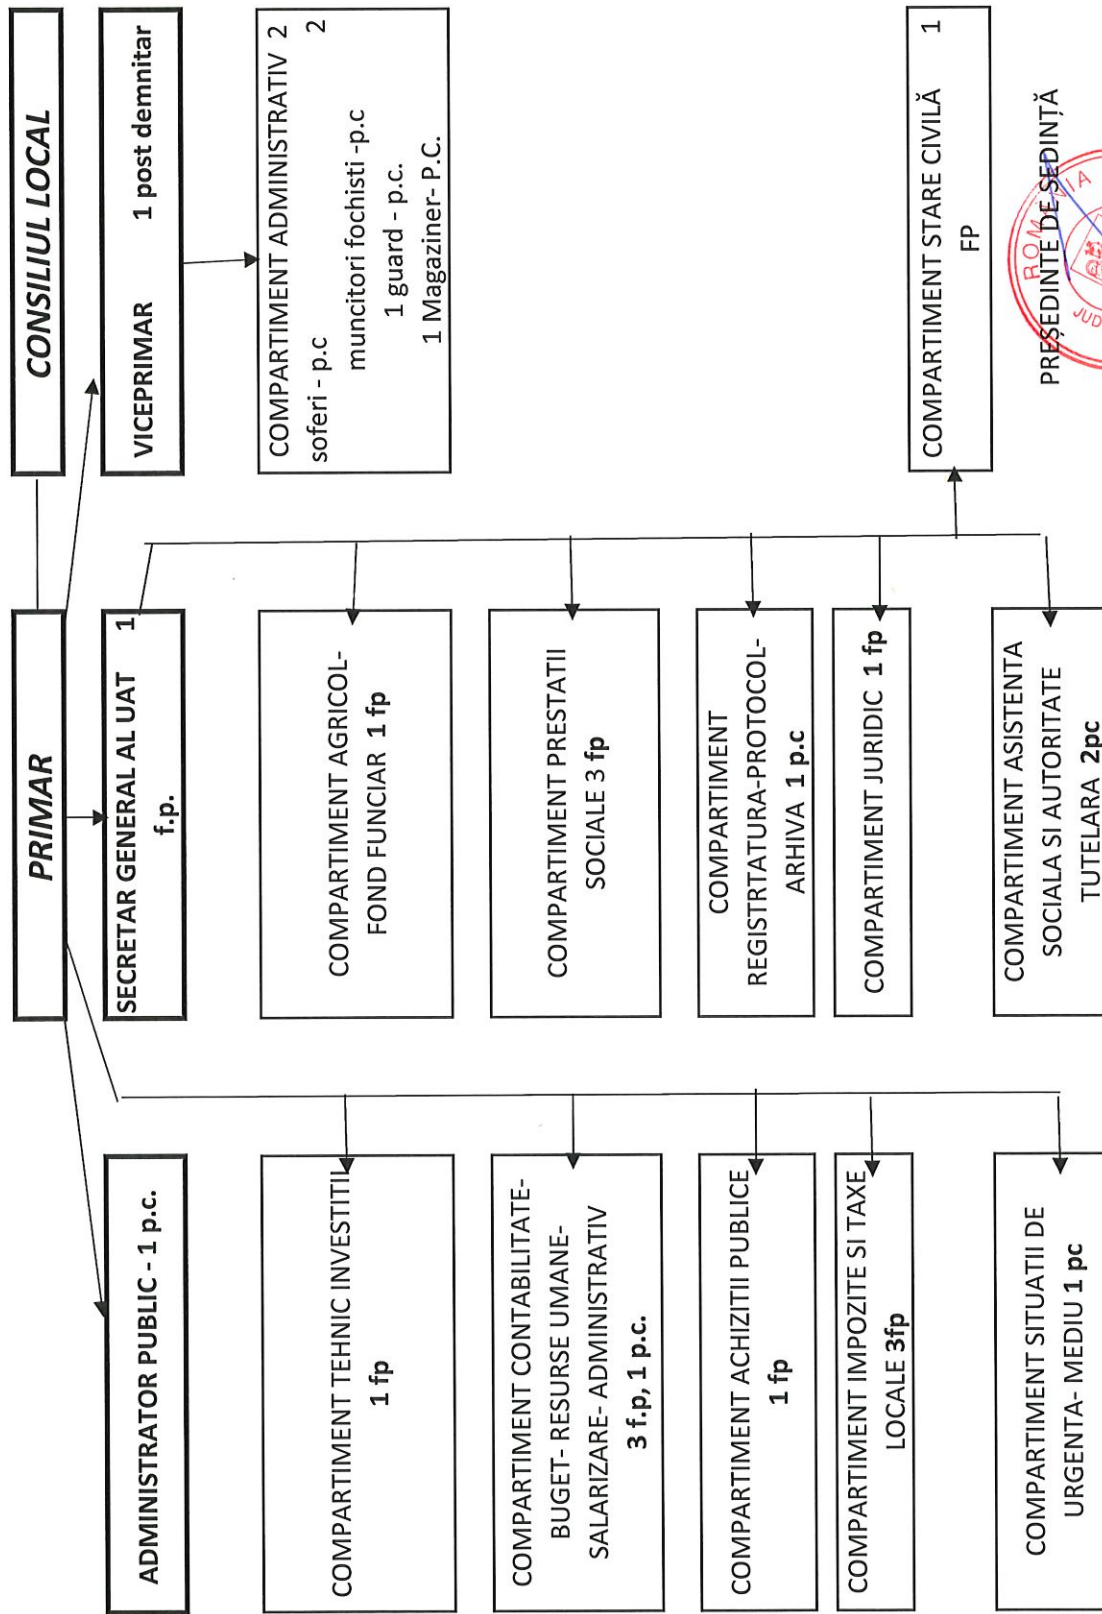 PRIMAR
CONSILIUL LOCAL
ADMINISTRATOR PUBLIC - 1 p.c.
SECRETAR GENERAL AL UAT 1
f.p.
VICEPRIMAR 1 post demnitar
COMPARTIMENT TEHNIC INVESTITII
1 fp
COMPARTIMENT CONTABILITATE-
BUGET- RESURSE UMANE-
SALARIZARE- ADMINISTRATIV
3 f.p, 1 p.c.
COMPARTIMENT ACHIZITII PUBLICE
1 fp
COMPARTIMENT IMPOZITE SI TAXE
LOCALE 3fp
COMPARTIMENT SITUATII DE
URGENTA- MEDIU 1 pc
COMPARTIMENT AGRICOL-
FOND FUNCIAR 1 fp
COMPARTIMENT PRESTATII
SOCIALE 3 fp
COMPARTIMENT
REGISTRTATURA-PROTOCOL-
ARHIVA 1 p.c
COMPARTIMENT JURIDIC 1 fp
COMPARTIMENT ASISTENTA
SOCIALA SI AUTORITATE
TUTELARA 2pc
COMPARTIMENT ADMINISTRATIV 2
soferi - p.c 2
muncitori fochisti -p.c
1 guard - p.c.
1 Magaziner- P.C.
COMPARTIMENT STARE CIVILĂ 1
FP
PREȘEDINTE DE ȘEDINȚĂ
ROMANIA
JUD